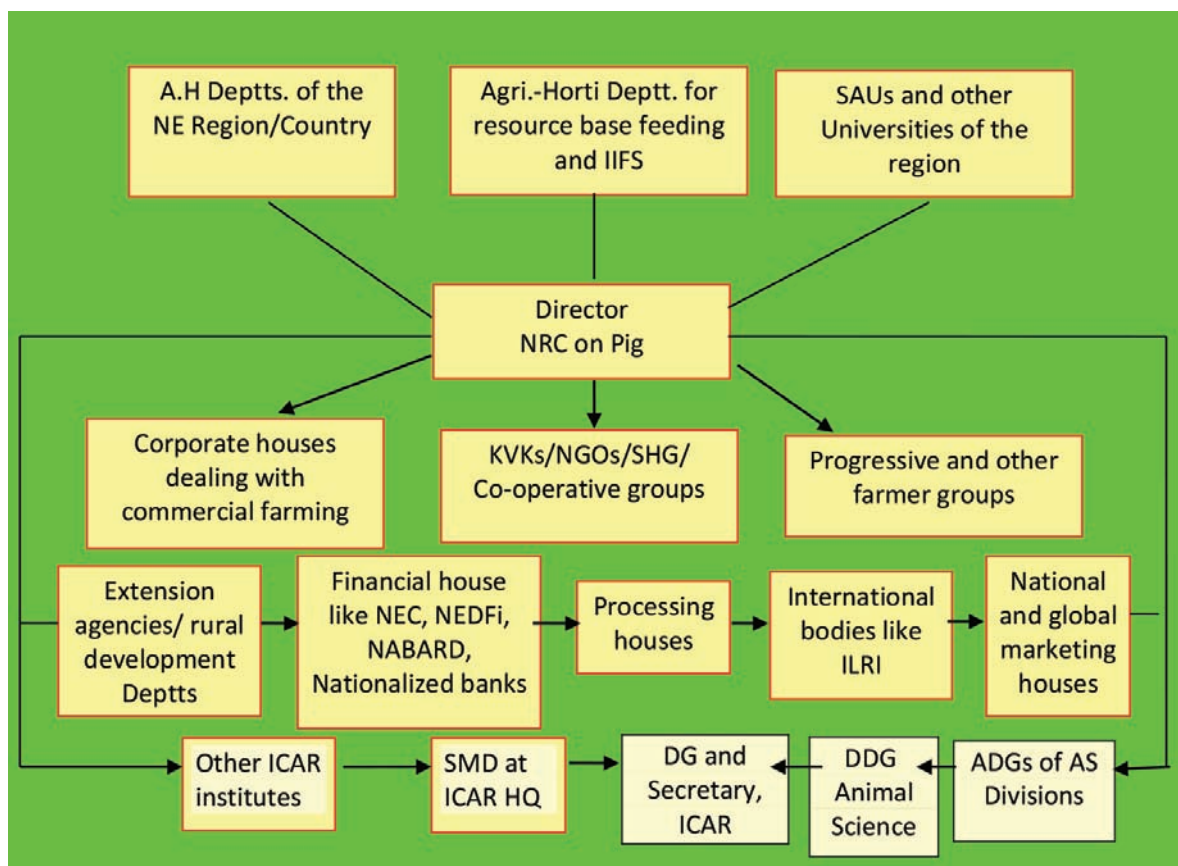 A.H Deptts. of the
NE Region/Country
Agri.-Horti Deptt. for
resource base feeding
and IIFS
SAUs and other
Universities of the
region
Director
NRC on Pig
Corporate houses
dealing with
commercial farming
KVKs/NGOs/SHG/
Co-operative groups
Progressive and other
farmer groups
Extension
agencies/ rural
development
Deptts
Financial house
like NEC, NEDFi,
NABARD,
Nationalized banks
Processing
houses
International
bodies like
ILRI
National
and global
marketing
houses
Other ICAR
institutes
SMD at
ICAR HQ
DG and
Secretary,
ICAR
DDG
Animal
Science
ADGs of AS
Divisions